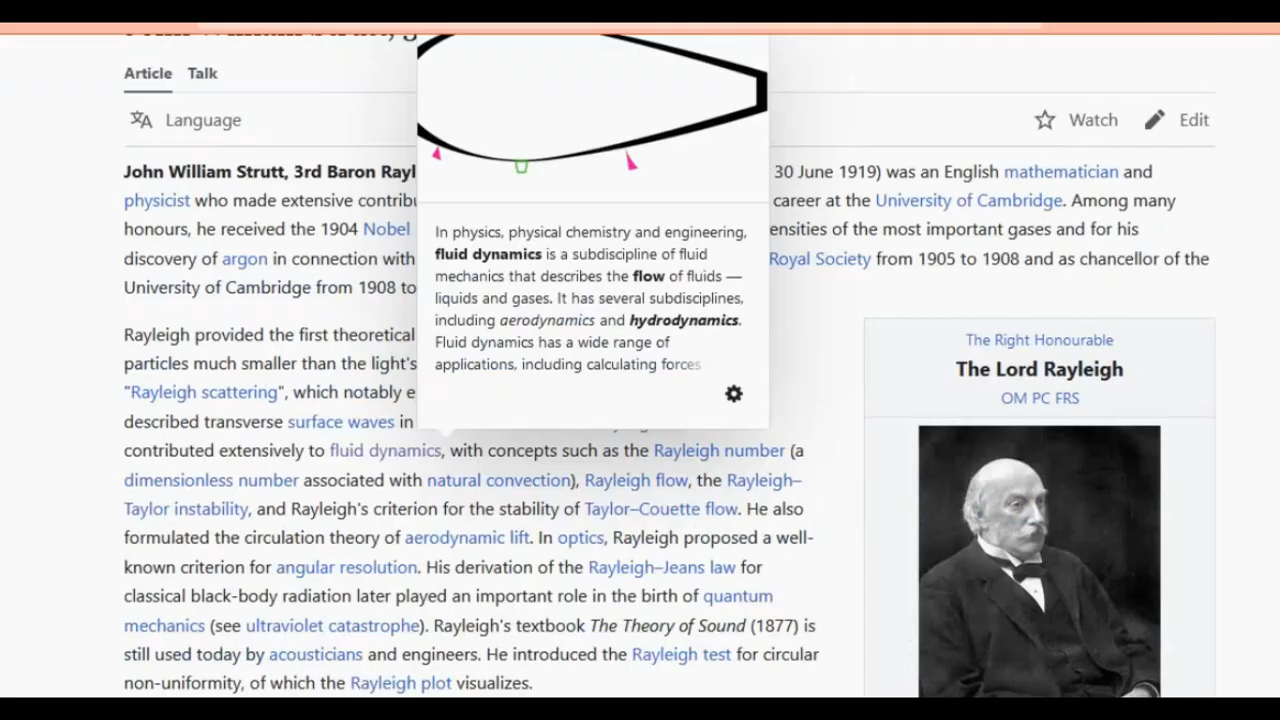 Article Talk
Language
Watch Edit
John William Strutt, 3rd Baron Rayl
30 June 1919) was an English mathematician and
physicist who made extensive contribu
career at the University of Cambridge. Among many
honours, he received the 1904 Nobel
ensities of the most important gases and for his
discovery of argon in connection with
Royal Society from 1905 to 1908 and as chancellor of the
University of Cambridge from 1908 to
Rayleigh provided the first theoretical
particles much smaller than the light's
"Rayleigh scattering", which notably e
described transverse surface waves in
contributed extensively to fluid dynamics, with concepts such as the Rayleigh number (a
dimensionless number associated with natural convection), Rayleigh flow, the Rayleigh–
Taylor instability, and Rayleigh's criterion for the stability of Taylor–Couette flow. He also
formulated the circulation theory of aerodynamic lift. In optics, Rayleigh proposed a well-
known criterion for angular resolution. His derivation of the Rayleigh–Jeans law for
classical black-body radiation later played an important role in the birth of quantum
mechanics (see ultraviolet catastrophe). Rayleigh's textbook The Theory of Sound (1877) is
still used today by acousticians and engineers. He introduced the Rayleigh test for circular
non-uniformity, of which the Rayleigh plot visualizes.
In physics, physical chemistry and engineering,
fluid dynamics is a subdiscipline of fluid
mechanics that describes the flow of fluids —
liquids and gases. It has several subdisciplines,
including aerodynamics and hydrodynamics.
Fluid dynamics has a wide range of
applications, including calculating forces
The Right Honourable
The Lord Rayleigh
OM PC FRS